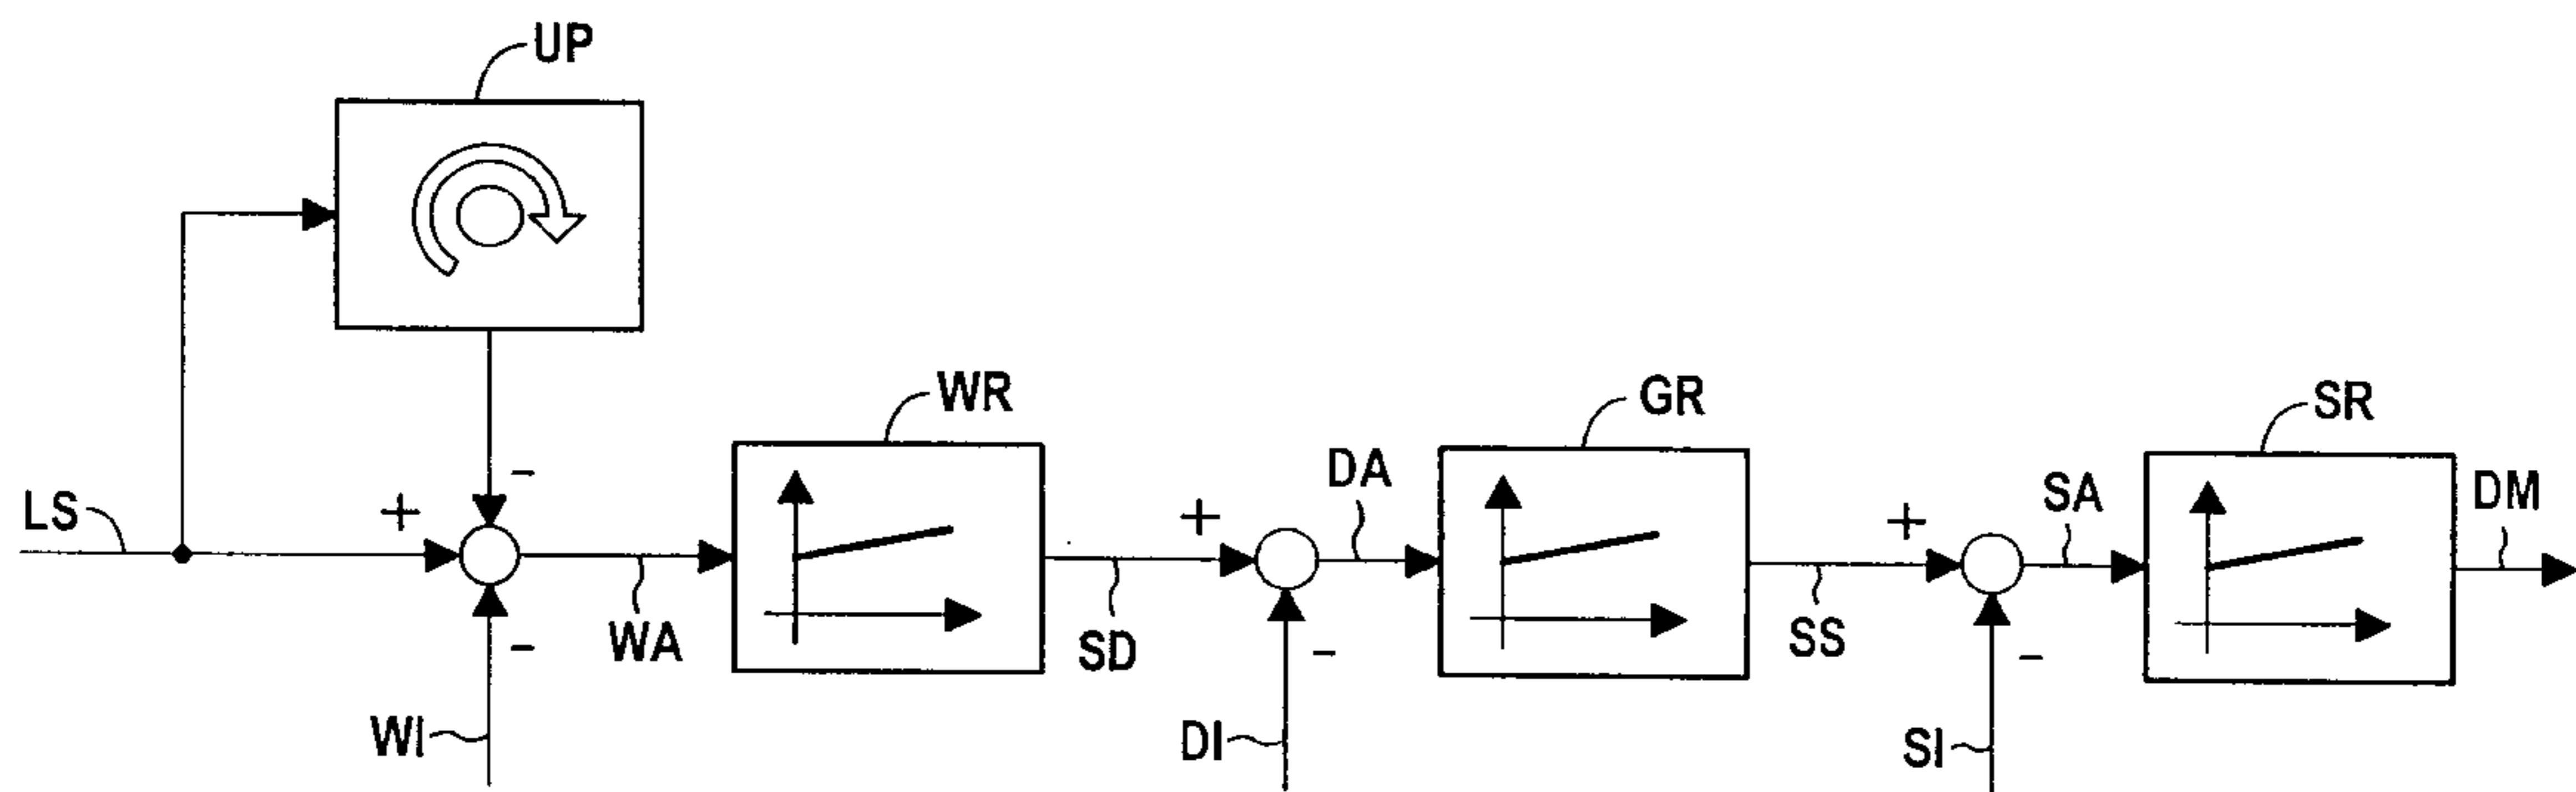 UP
WR
GR
SR
LS
+
-
+
DA
+
SA
DM
-
WA
SD
-
SS
-
WI
DI
SI